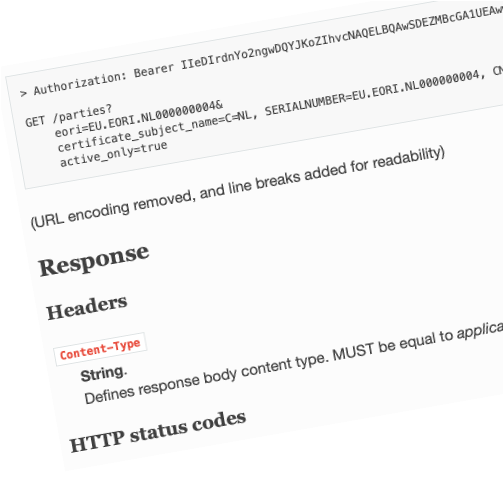 > Authorization: Bearer IIeDIrdnYo2ngwDQYJKoZIhvcNAQELBQAwSDEZMBcGA1UEAw
GET /parties?
eori=EU.EORI.NL000000004&
certificate_subject_name=C=NL, SERIALNUMBER=EU.EORI.NL000000004, CN
active_only=true
(URL encoding removed, and line breaks added for readability)
Response
Headers
Content-Type
String.
Defines response body content type. MUST be equal to applica
HTTP status codes